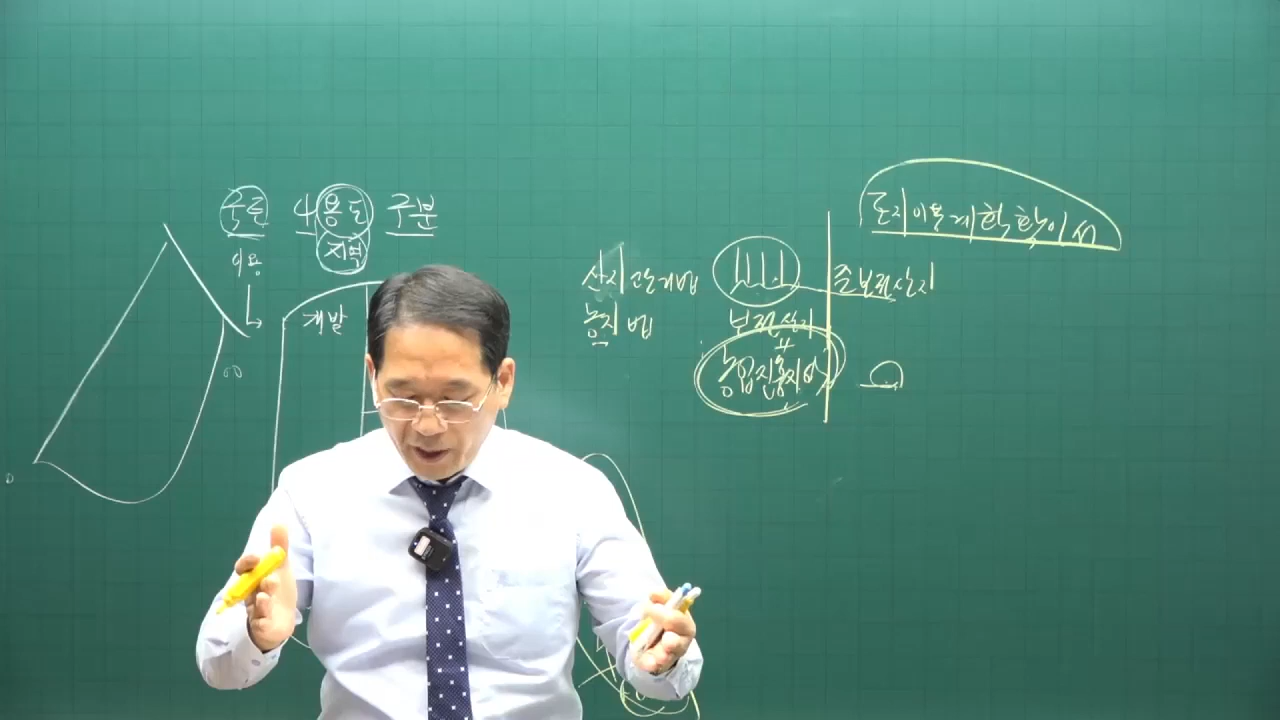 국토 4 용도 구분
지역
이용
개발
토지이용계획확인서
산지관리법
준보전산지
농지법
보전산지
농업진흥지역